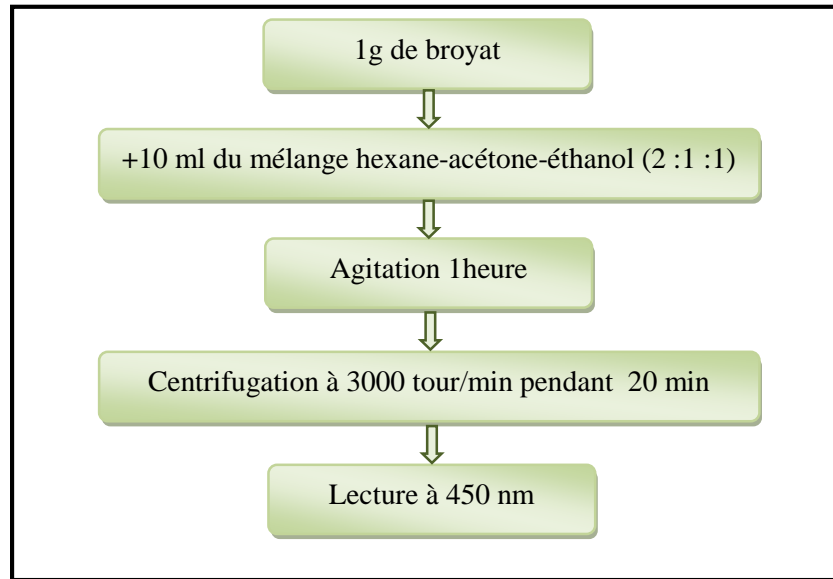 1g de broyat
+10 ml du mélange hexane-acétone-éthanol (2 :1 :1)
Agitation 1heure
Centrifugation à 3000 tour/min pendant  20 min
Lecture à 450 nm